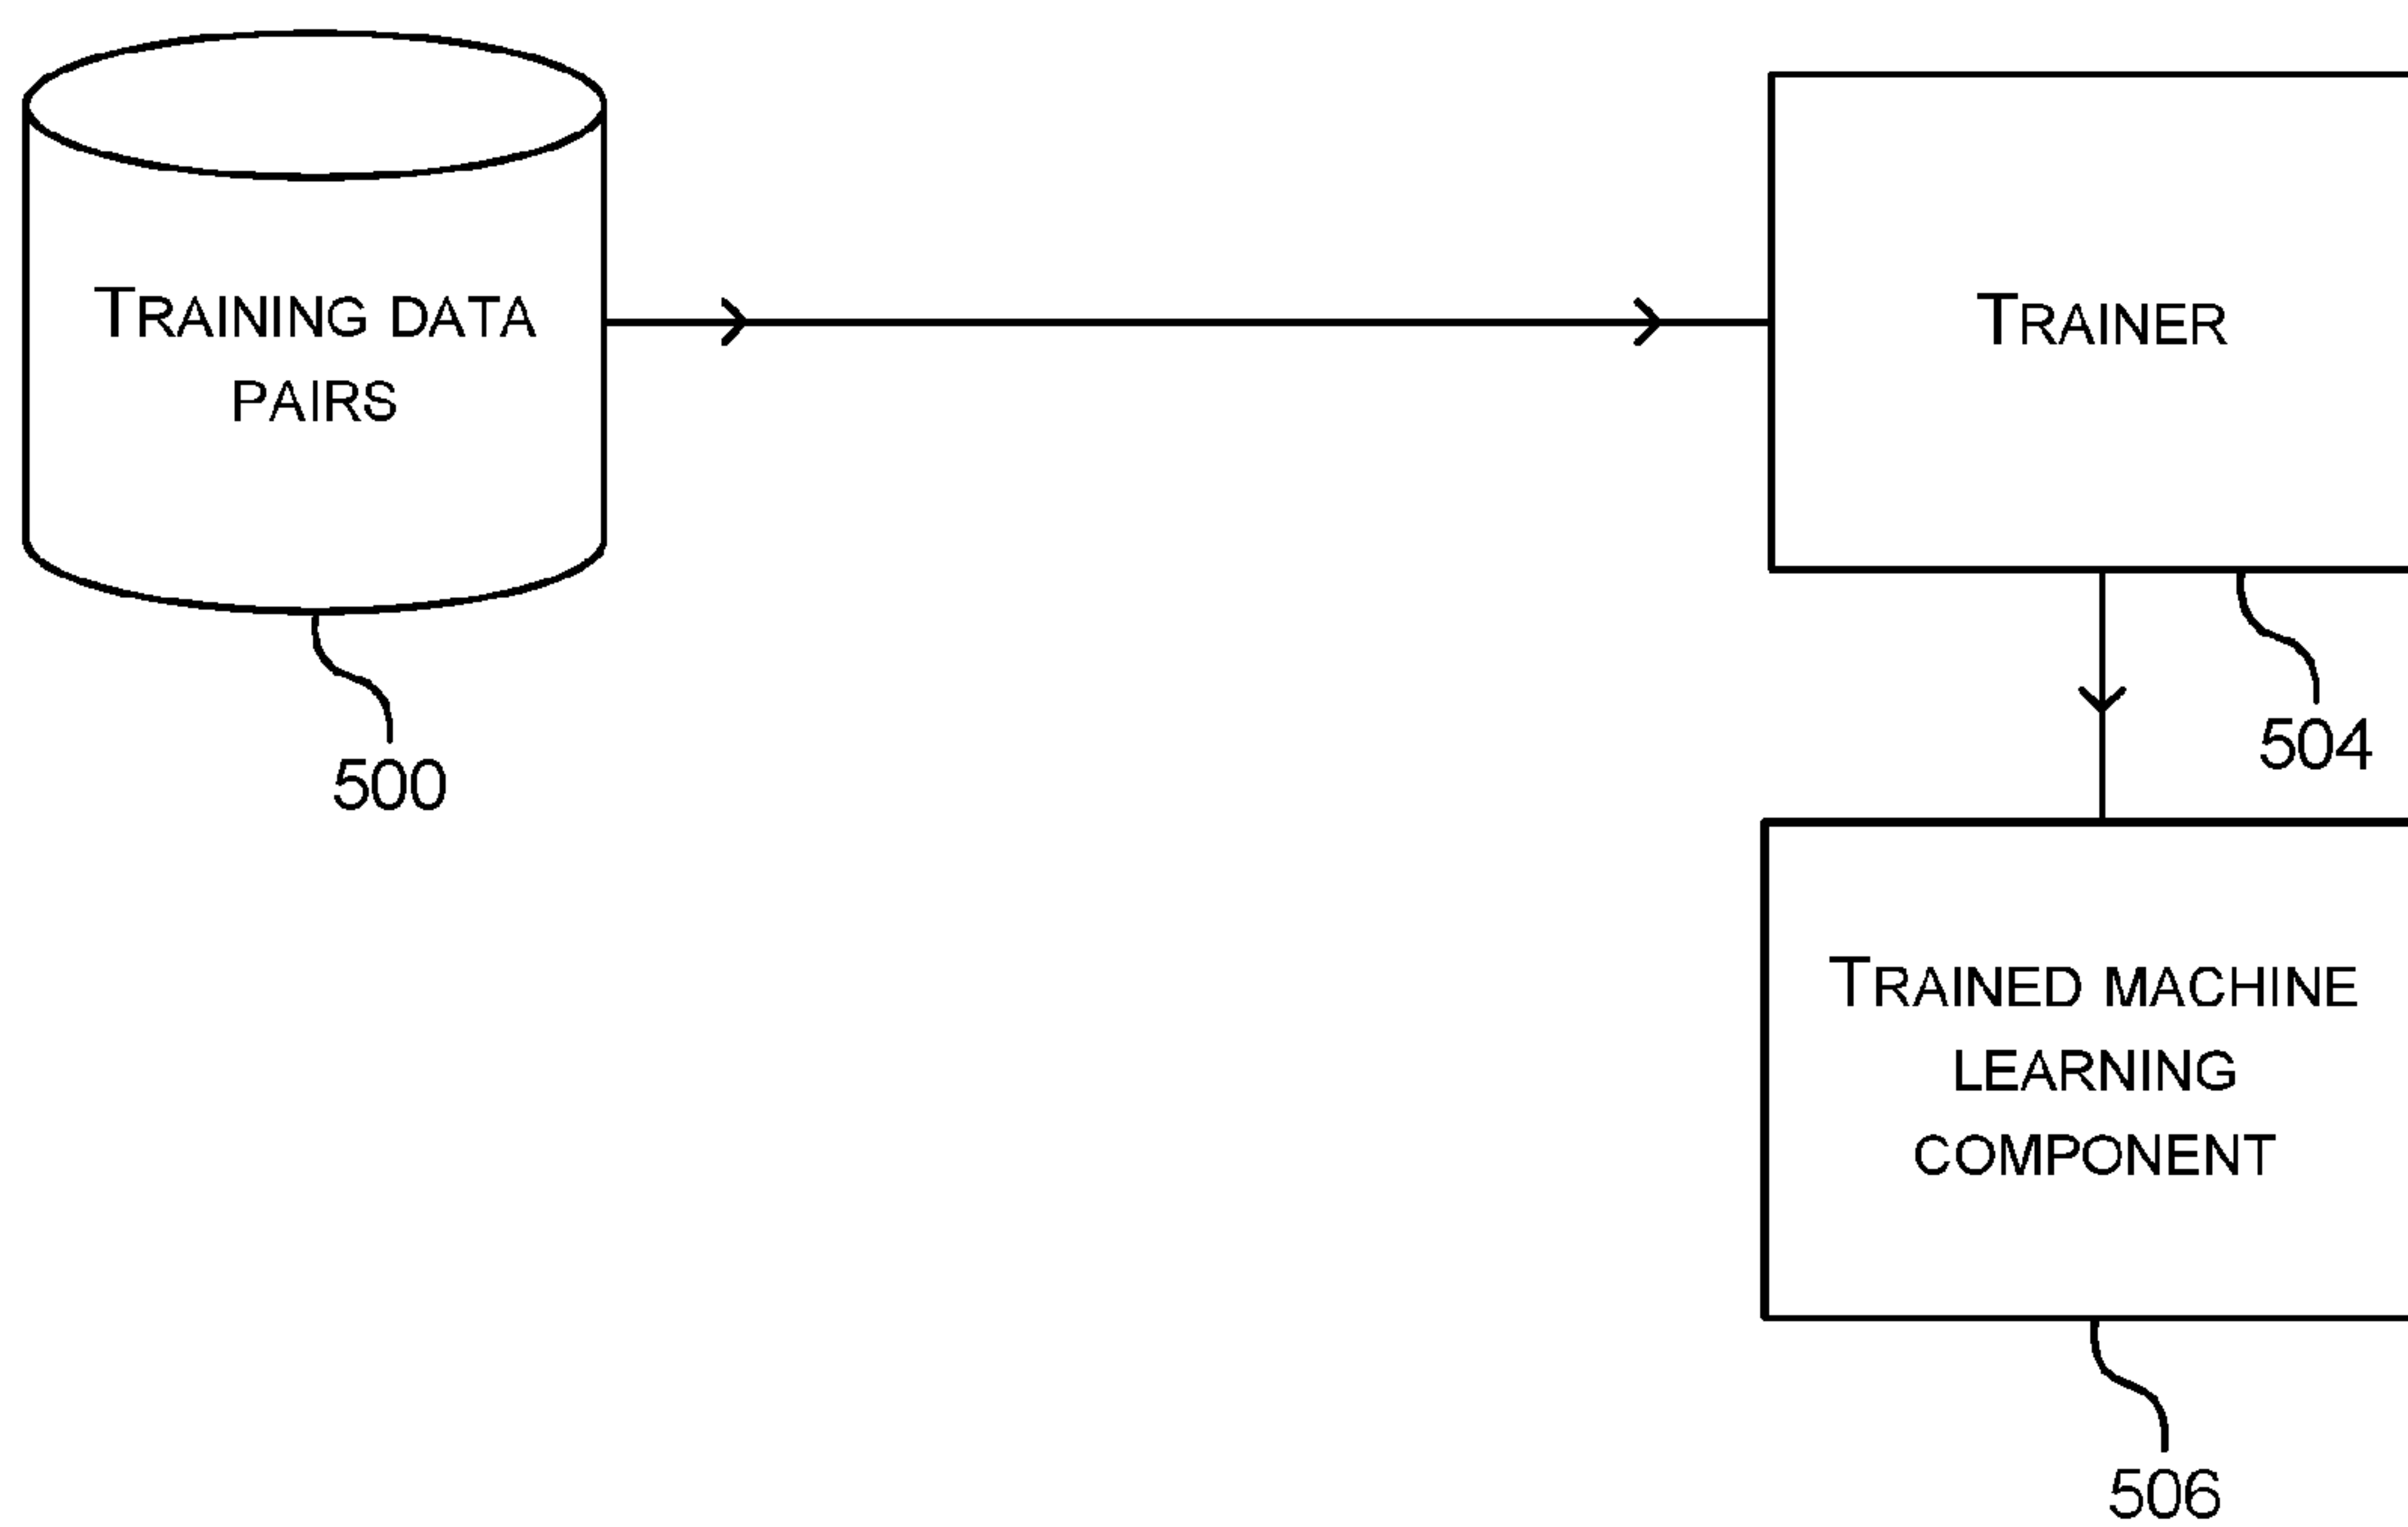 TRAINING DATA
PAIRS
500
TRAINER
504
TRAINED MACHINE
LEARNING
COMPONENT
506